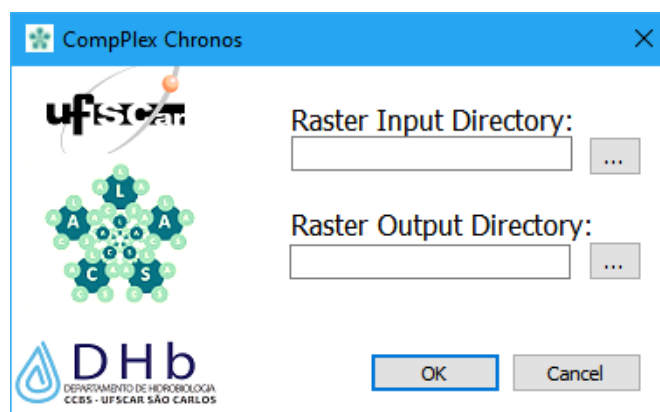 CompPlex Chronos
ufscar
Raster Input Directory:
...
L
A A
C S
Raster Output Directory:
...
DHb
DEPARTAMENTO DE HIDROBIOLOGIA
CCBS - UFSCAR SÃO CARLOS
OK Cancel